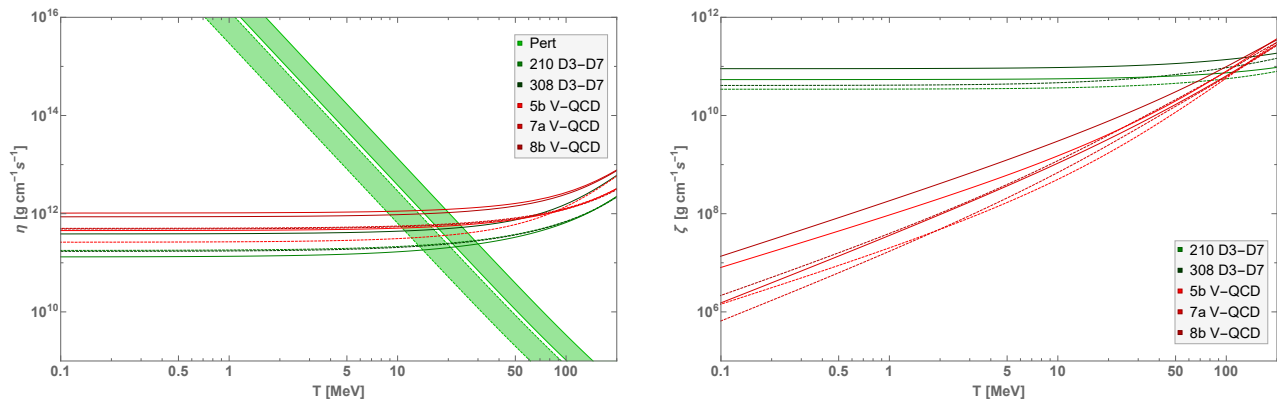 10^16
10^14
10^12
10^10
η [g cm⁻¹ s⁻¹]
Pert
210 D3−D7
308 D3−D7
5b V−QCD
7a V−QCD
8b V−QCD
0.1 0.5 1 5 10 50 100
T [MeV]
10^12
10^10
10^8
10^6
ζ [g cm⁻¹ s⁻¹]
210 D3−D7
308 D3−D7
5b V−QCD
7a V−QCD
8b V−QCD
0.1 0.5 1 5 10 50 100
T [MeV]